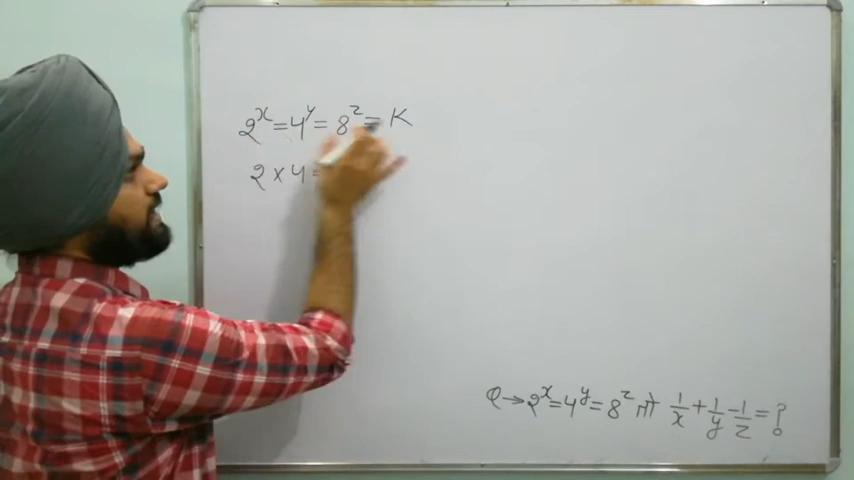 2^x = 4^y = 8^z = K
2 × 4 =
Q → 2^x = 4^y = 8^z ਜਾਂ 1/x + 1/y - 1/z = ?